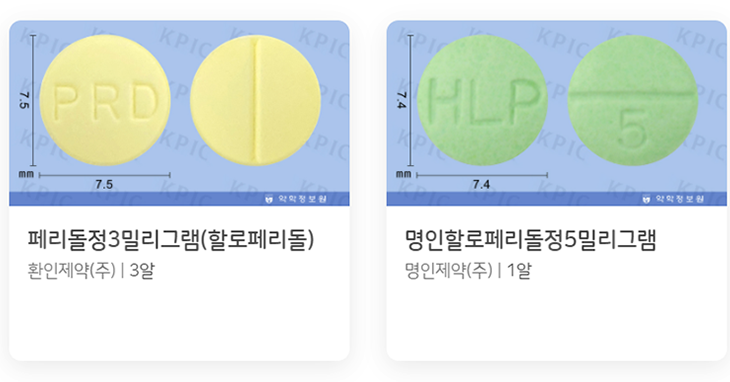 PRD
7.5
mm
7.5
약학정보원
페리돌정3밀리그램(할로페리돌)
환인제약(주) | 3알
HLP
5
7.4
mm
7.4
약학정보원
명인할로페리돌정5밀리그램
명인제약(주) | 1알
KPIC